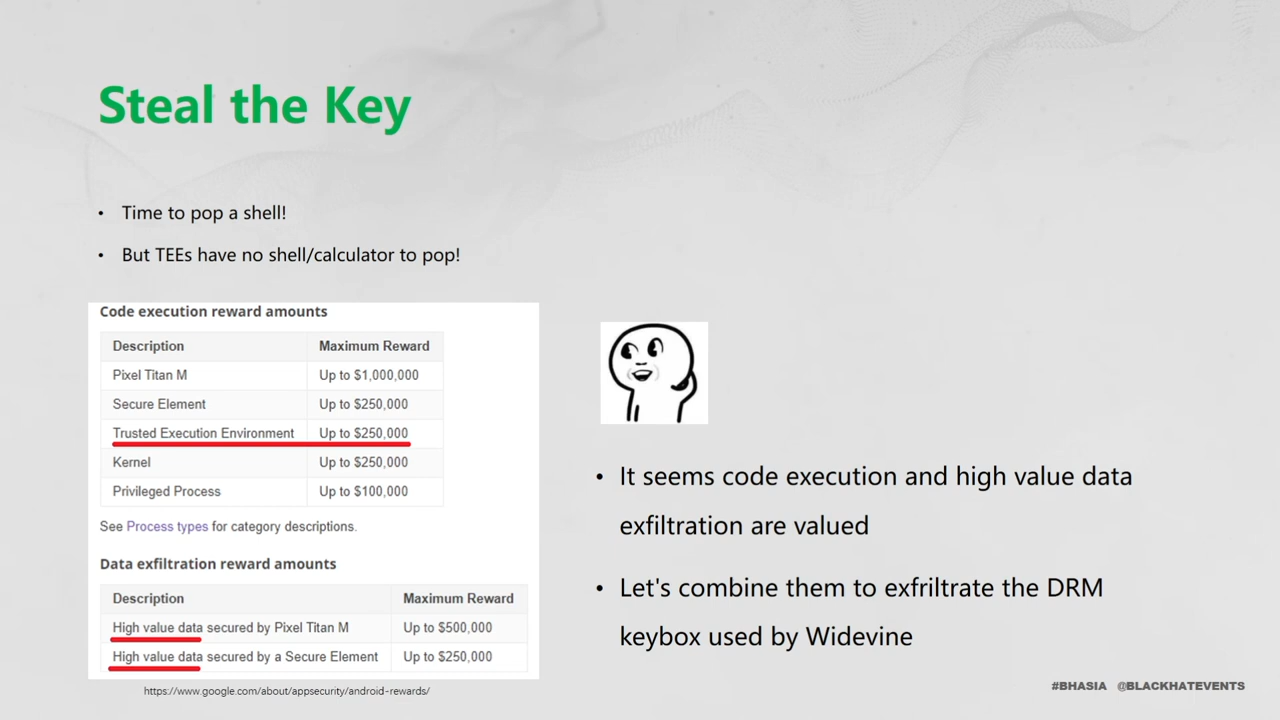 Steal the Key
• Time to pop a shell!
• But TEEs have no shell/calculator to pop!
Code execution reward amounts
Description Maximum Reward
Pixel Titan M Up to $1,000,000
Secure Element Up to $250,000
Trusted Execution Environment Up to $250,000
Kernel Up to $250,000
Privileged Process Up to $100,000
See Process types for category descriptions.
Data exfiltration reward amounts
Description Maximum Reward
High value data secured by Pixel Titan M Up to $500,000
High value data secured by a Secure Element Up to $250,000
https://www.google.com/about/appsecurity/android-rewards/
• It seems code execution and high value data
exfiltration are valued
• Let's combine them to exfriltrate the DRM
keybox used by Widevine
#BHASIA @BLACKHATEVENTS